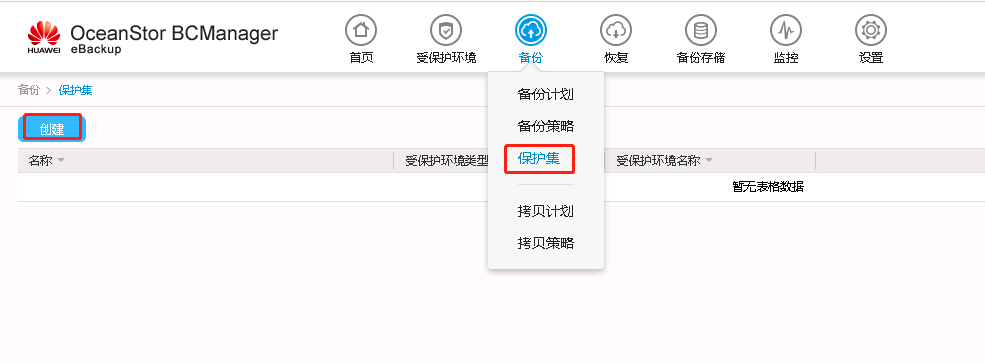 HUAWEI
OceanStor BCManager
eBackup
首页 受保护环境 备份 恢复 备份存储 监控 设置
备份 > 保护集
备份计划
备份策略
保护集
拷贝计划
拷贝策略
创建
名称 受保护环境类型 受保护环境名称
暂无表格数据